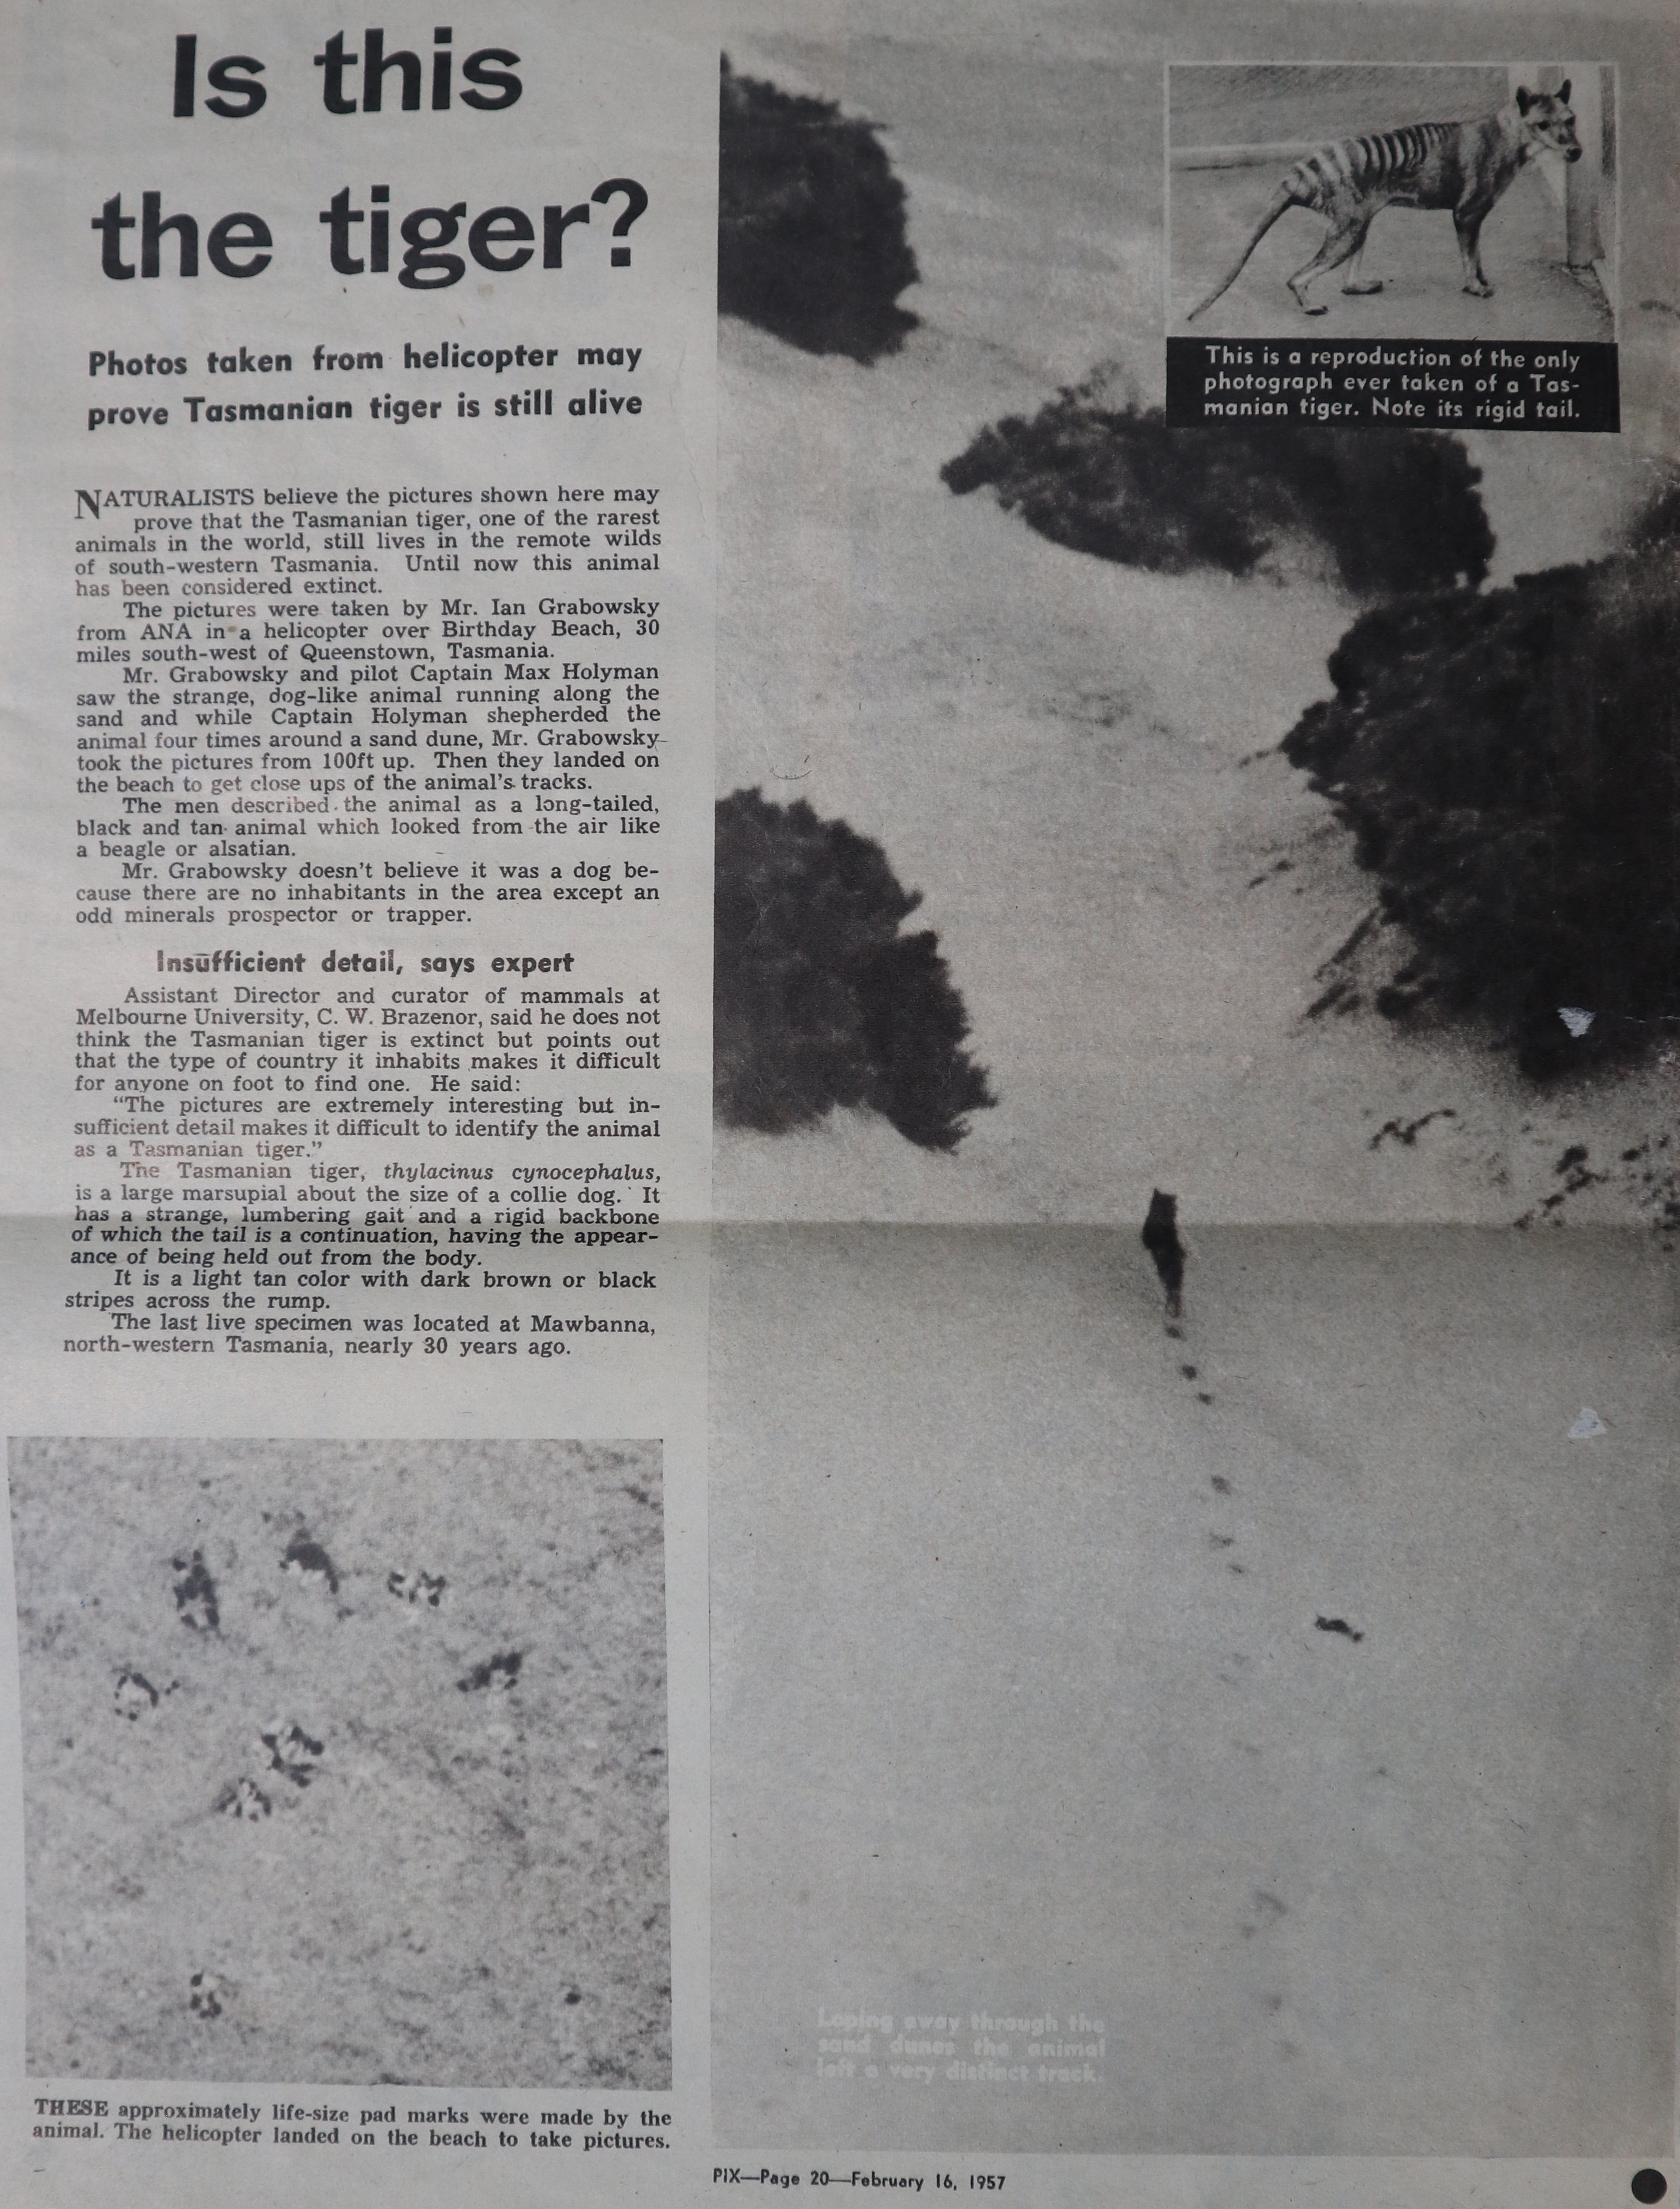 Is this
the tiger?
Photos taken from helicopter may
prove Tasmanian tiger is still alive
NATURALISTS believe the pictures shown here may
prove that the Tasmanian tiger, one of the rarest
animals in the world, still lives in the remote wilds
of south-western Tasmania. Until now this animal
has been considered extinct.
The pictures were taken by Mr. Ian Grabowsky
from ANA in a helicopter over Birthday Beach, 30
miles south-west of Queenstown, Tasmania.
Mr. Grabowsky and pilot Captain Max Holyman
saw the strange, dog-like animal running along the
sand and while Captain Holyman shepherded the
animal four times around a sand dune, Mr. Grabowsky
took the pictures from 100ft up. Then they landed on
the beach to get close ups of the animal's tracks.
The men described the animal as a long-tailed,
black and tan animal which looked from the air like
a beagle or alsatian.
Mr. Grabowsky doesn't believe it was a dog be-
cause there are no inhabitants in the area except an
odd minerals prospector or trapper.
Insufficient detail, says expert
Assistant Director and curator of mammals at
Melbourne University, C. W. Brazenor, said he does not
think the Tasmanian tiger is extinct but points out
that the type of country it inhabits makes it difficult
for anyone on foot to find one. He said:
"The pictures are extremely interesting but in-
sufficient detail makes it difficult to identify the animal
as a Tasmanian tiger."
The Tasmanian tiger, thylacinus cynocephalus,
is a large marsupial about the size of a collie dog. It
has a strange, lumbering gait and a rigid backbone
of which the tail is a continuation, having the appear-
ance of being held out from the body.
It is a light tan color with dark brown or black
stripes across the rump.
The last live specimen was located at Mawbanna,
north-western Tasmania, nearly 30 years ago.
THESE approximately life-size pad marks were made by the
animal. The helicopter landed on the beach to take pictures.
This is a reproduction of the only
photograph ever taken of a Tas-
manian tiger. Note its rigid tail.
Loping away through the
sand dunes the animal
left a very distinct track.
PIX—Page 20—February 16, 1957